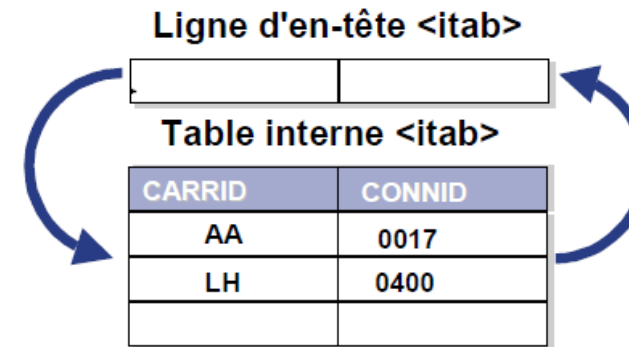 Ligne d'en-tête <itab>
Table interne <itab>
CARRID CONNID
AA 0017
LH 0400